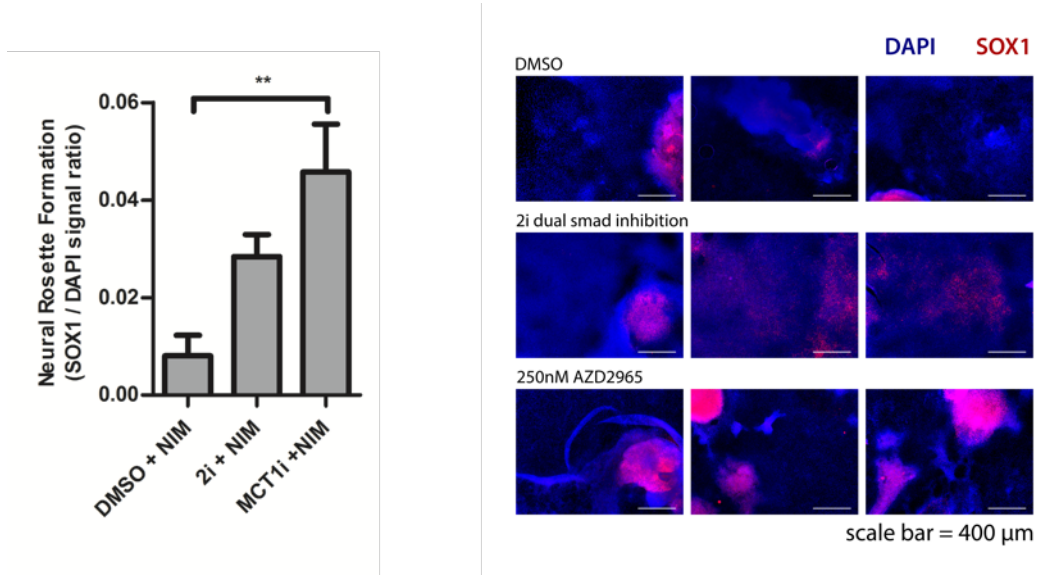 **
0.06
0.04
0.02
0.00
Neural Rosette Formation
(SOX1 / DAPI signal ratio)
DMSO + NIM
2i + NIM
MCT1i +NIM
DAPI SOX1
DMSO
2i dual smad inhibition
250nM AZD2965
scale bar = 400 µm